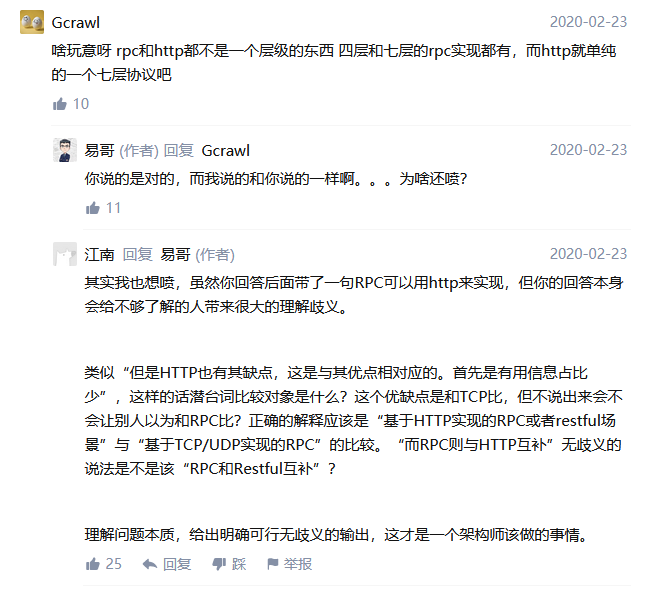 Gcrawl 2020-02-23
啥玩意呀 rpc和http都不是一个层级的东西 四层和七层的rpc实现都有，而http就单纯
的一个七层协议吧
10
易哥 (作者) 回复 Gcrawl 2020-02-23
你说的是对的，而我说的和你说的一样啊。。。为啥还喷？
11
江南 回复 易哥 (作者) 2020-02-23
其实我也想喷，虽然你回答后面带了一句RPC可以用http来实现，但你的回答本身
会给不够了解的人带来很大的理解歧义。
类似“但是HTTP也有其缺点，这是与其优点相对应的。首先是有用信息占比
少”，这样的话潜台词比较对象是什么？这个优缺点是和TCP比，但不说出来会不
会让别人以为和RPC比？正确的解释应该是“基于HTTP实现的RPC或者restful场
景”与“基于TCP/UDP实现的RPC”的比较。“而RPC则与HTTP互补”无歧义的
说法是不是该“RPC和Restful互补”？
理解问题本质，给出明确可行无歧义的输出，这才是一个架构师该做的事情。
25 回复 踩 举报